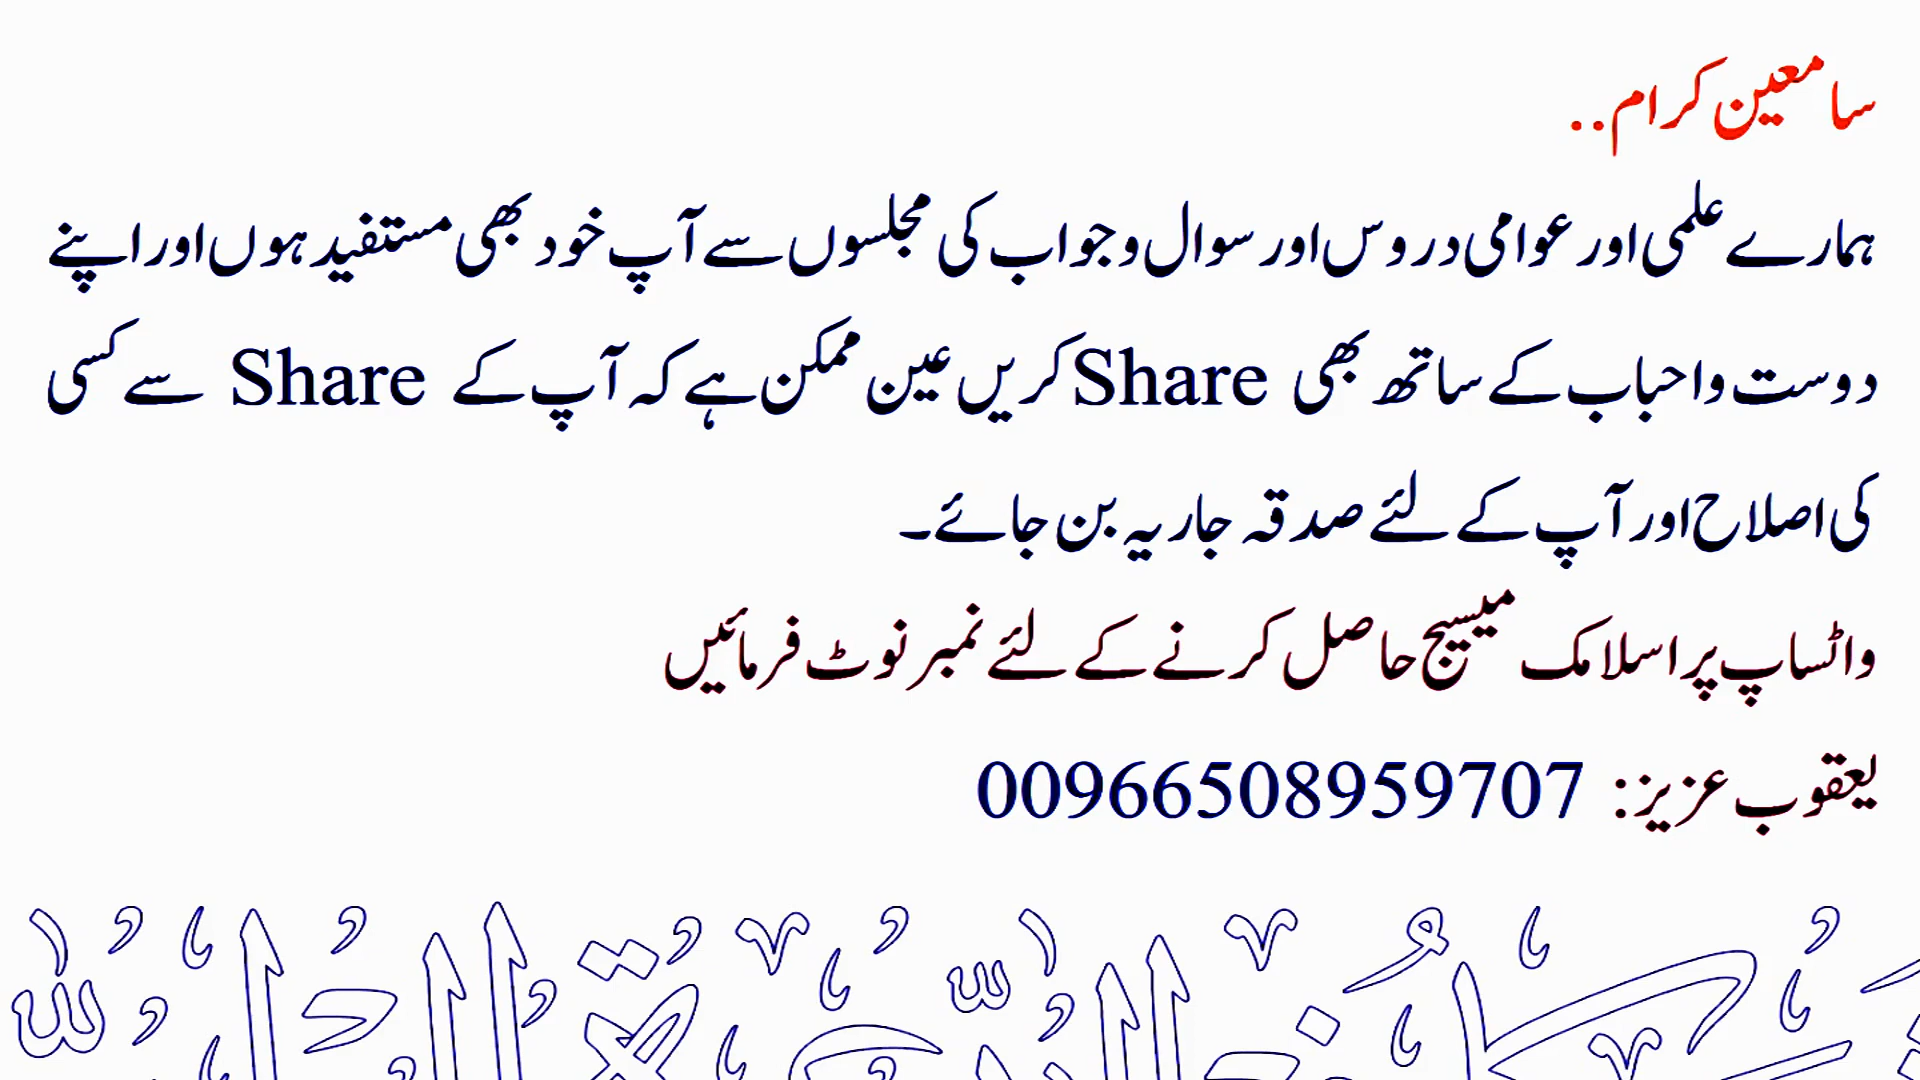 سامعین کرام..
ہمارے علمی اور عوامی دروس اور سوال و جواب کی مجلسوں سے آپ خود بھی مستفید ہوں اور اپنے
دوست و احباب کے ساتھ بھی Share کریں عین ممکن ہے کہ آپ کے Share سے کسی
کی اصلاح اور آپ کے لئے صدقہ جاریہ بن جائے۔
واٹساپ پر اسلامک میسیج حاصل کرنے کے لئے نمبر نوٹ فرمائیں
یعقوب عزیز: 00966508959707